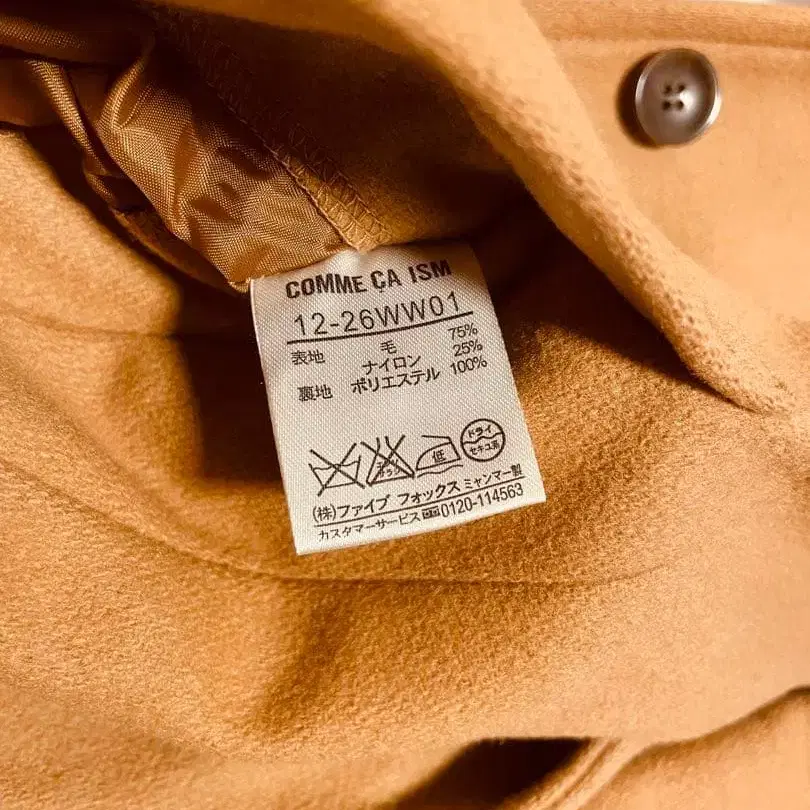 COMME ÇA ISM
12-26WW01
表地 毛 75%
ナイロン 25%
裏地 ポリエステル 100%
低
ドライ
セキユ系
(株)ファイブ フォックス ミャンマー製
カスタマーサービス 0120-114563